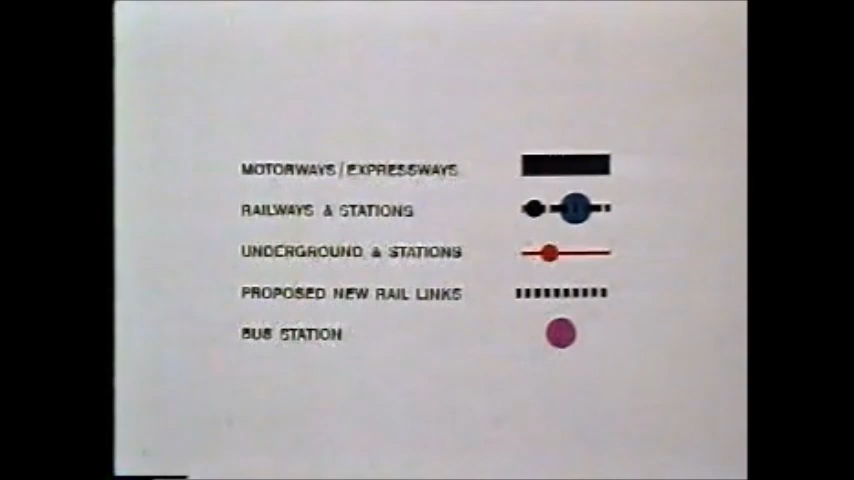 MOTORWAYS/EXPRESSWAYS
RAILWAYS & STATIONS
UNDERGROUND & STATIONS
PROPOSED NEW RAIL LINKS
BUS STATION